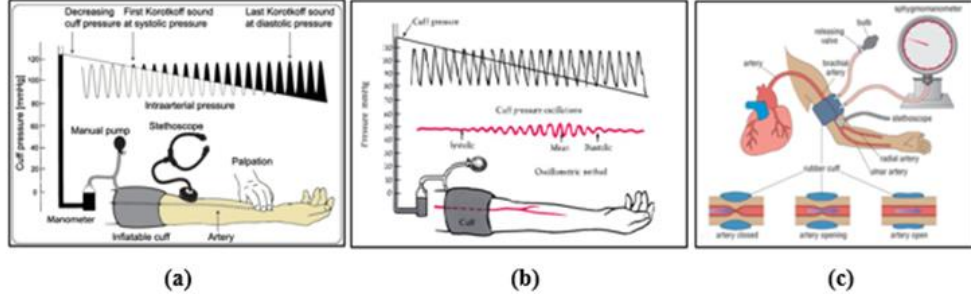 Decreasing
cuff pressure
First Korotkoff sound
at systolic pressure
Last Korotkoff sound
at diastolic pressure
Cuff pressure [mmHg]
120
100
80
60
40
20
0
Intraarterial pressure
Manual pump
Stethoscope
Palpation
Manometer
Inflatable cuff
Artery
(a)
Cuff pressure
Pressure mmHg
Cuff pressure oscillations
Systolic
Mean
Diastolic
Oscillometric method
Cuff
(b)
sphygmomanometer
bulb
releasing
valve
brachial
artery
artery
stethoscope
radial artery
ulnar artery
rubber cuff
artery closed
artery opening
artery open
(c)